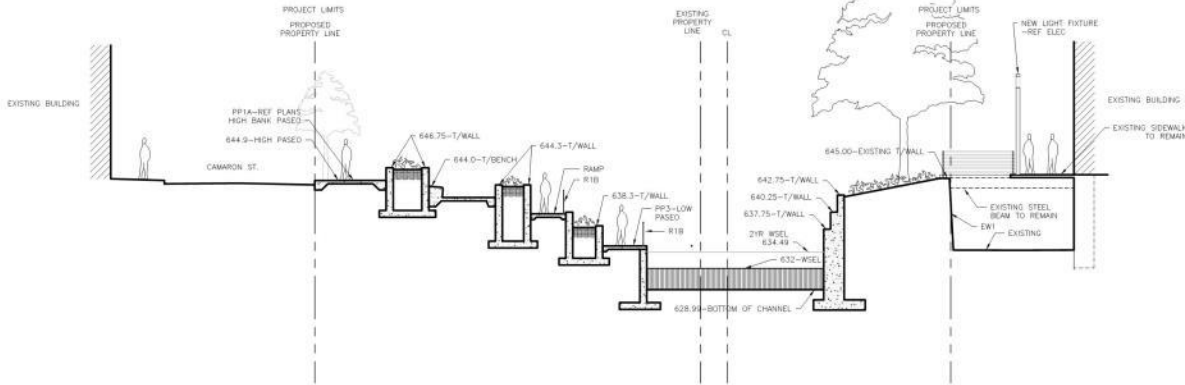 PROJECT LIMITS
PROPOSED
PROPERTY LINE
EXISTING
PROPERTY
LINE
CL
PROJECT LIMITS
PROPOSED
PROPERTY LINE
NEW LIGHT FIXTURE
-REF ELEC
EXISTING BUILDING
PP1A-REF PLANS
HIGH BANK PASEO
644.9-HIGH PASEO
CAMARON ST.
646.75-T/WALL
644.0-T/BENCH
644.3-T/WALL
RAMP
R1B
638.3-T/WALL
PP3-LOW
PASEO
R1B
2YR WSEL
634.49
632-WSEL
628.99-BOTTOM OF CHANNEL
642.75-T/WALL
640.25-T/WALL
637.75-T/WALL
645.00-EXISTING T/WALL
EXISTING BUILDING
EXISTING SIDEWALK
TO REMAIN
EXISTING STEEL
BEAM TO REMAIN
EW1
EXISTING